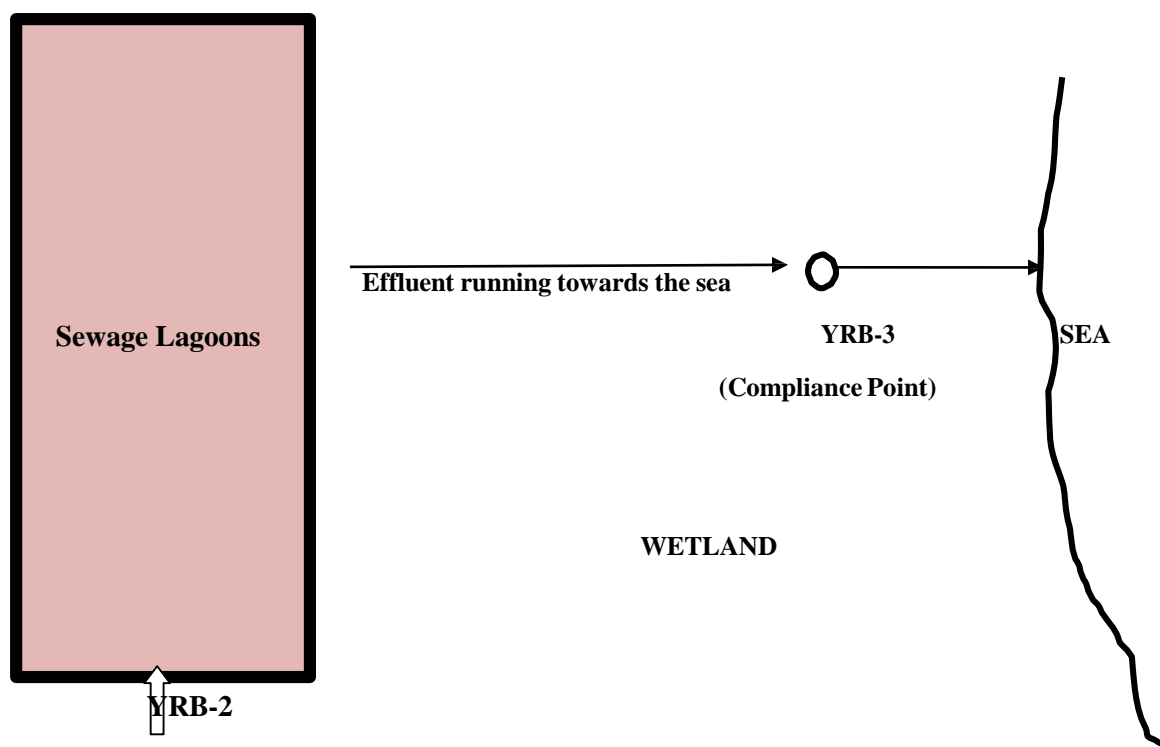 Effluent running towards the sea
Sewage Lagoons
YRB-3
SEA
(Compliance Point)
WETLAND
YRB-2